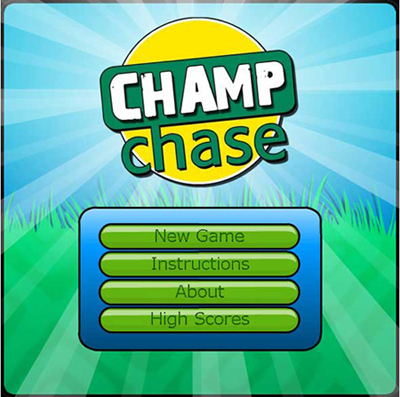 CHAMP
chase
New Game
Instructions
About
High Scores